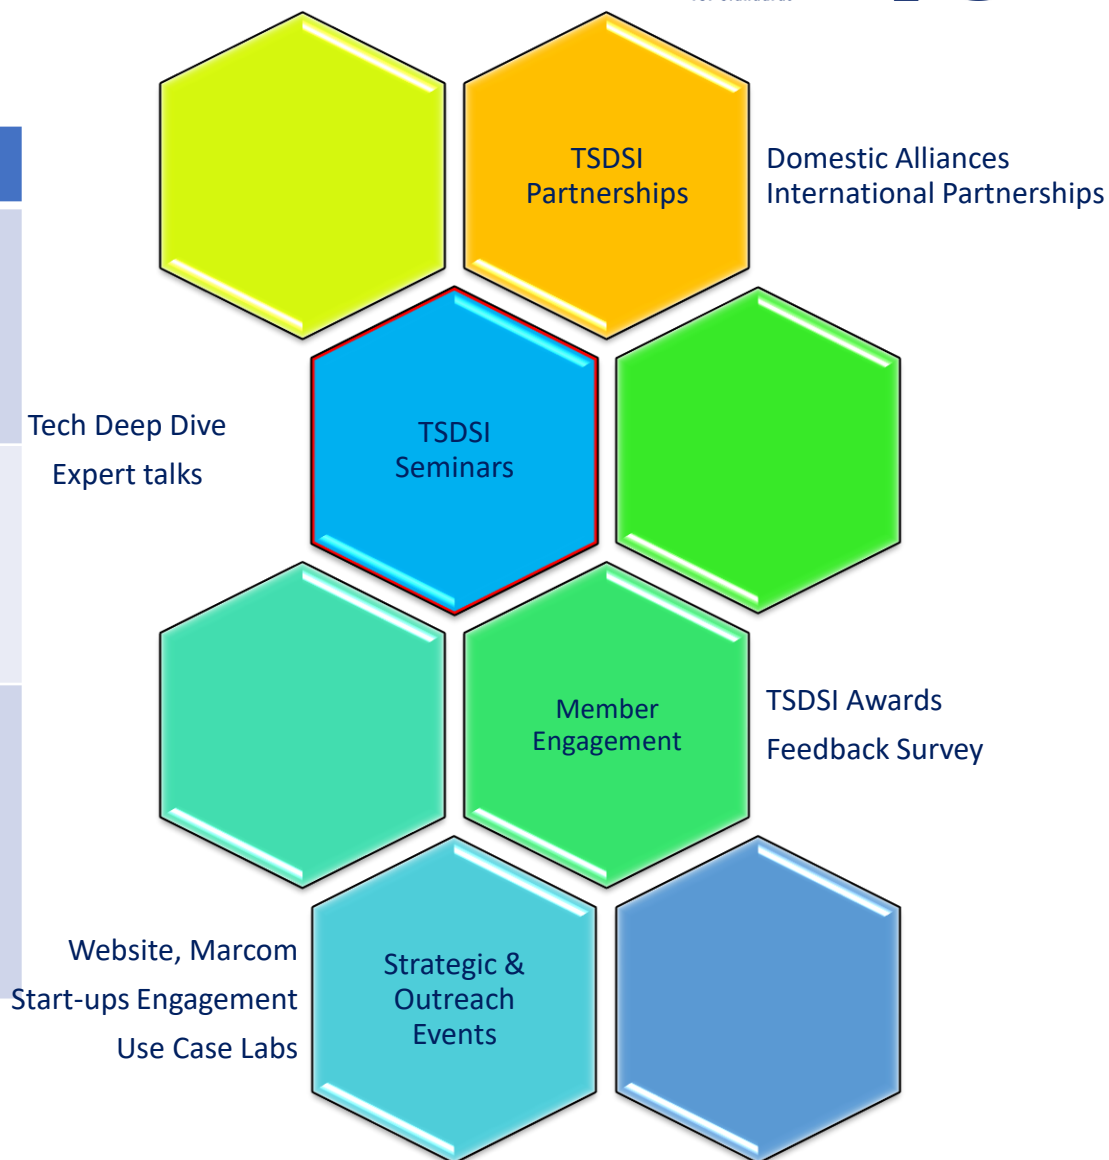 TSDSI
Partnerships
Domestic Alliances
International Partnerships
Tech Deep Dive
Expert talks
TSDSI
Seminars
Member
Engagement
TSDSI Awards
Feedback Survey
Website, Marcom
Start-ups Engagement
Use Case Labs
Strategic &
Outreach
Events